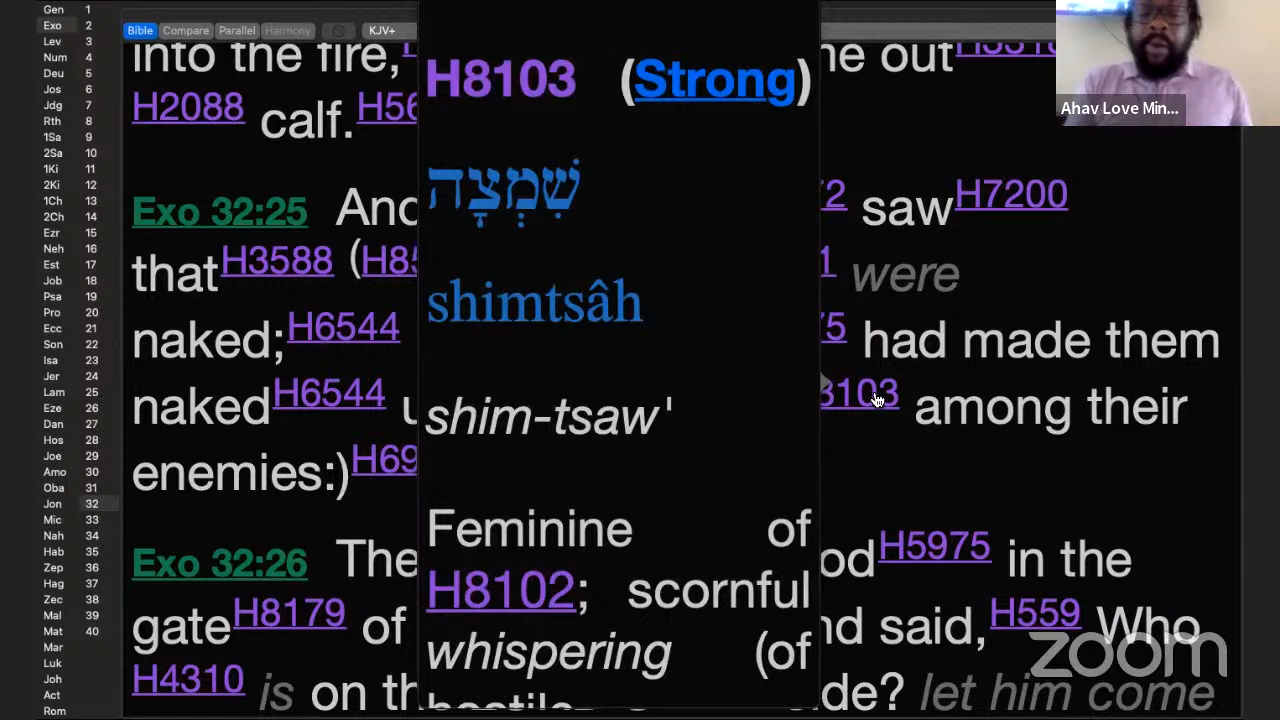 Gen 1
Exo 2
Lev 3
Num 4
Deu 5
Jos 6
Jdg 7
Rth 8
1Sa 9
2Sa 10
1Ki 11
2Ki 12
1Ch 13
2Ch 14
Ezr 15
Neh 16
Est 17
Job 18
Psa 19
Pro 20
Ecc 21
Son 22
Isa 23
Jer 24
Lam 25
Eze 26
Dan 27
Hos 28
Joe 29
Amo 30
Oba 31
Jon 32
Mic 33
Nah 34
Hab 35
Zep 36
Hag 37
Zec 38
Mal 39
Mat 40
Mar
Luk
Joh
Act
Rom
Bible Compare Parallel Harmony KJV+
into the fire,
H2088 calf.
Exo 32:25
saw H7200
that H3588 (
were
naked; H6544
had made them
naked H6544
among their
enemies:)
Exo 32:26
H5975 in the
gate H8179 of
said, H559 Who
H4310 is on
let him come
H8103 (Strong)
שִׁמְצָה
shimtsâh
shim-tsaw'
Feminine of
H8102; scornful
whispering (of
Ahav Love Min...
zoom